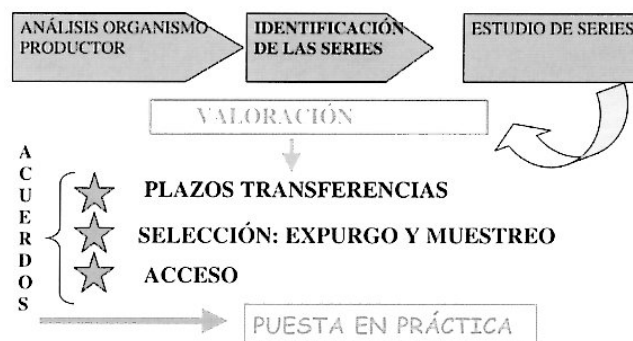 ANÁLISIS ORGANISMO
PRODUCTOR
IDENTIFICACIÓN
DE LAS SERIES
ESTUDIO DE SERIES
VALORACIÓN
ACUERDOS
PLAZOS TRANSFERENCIAS
SELECCIÓN: EXPURGO Y MUESTREO
ACCESO
PUESTA EN PRÁCTICA